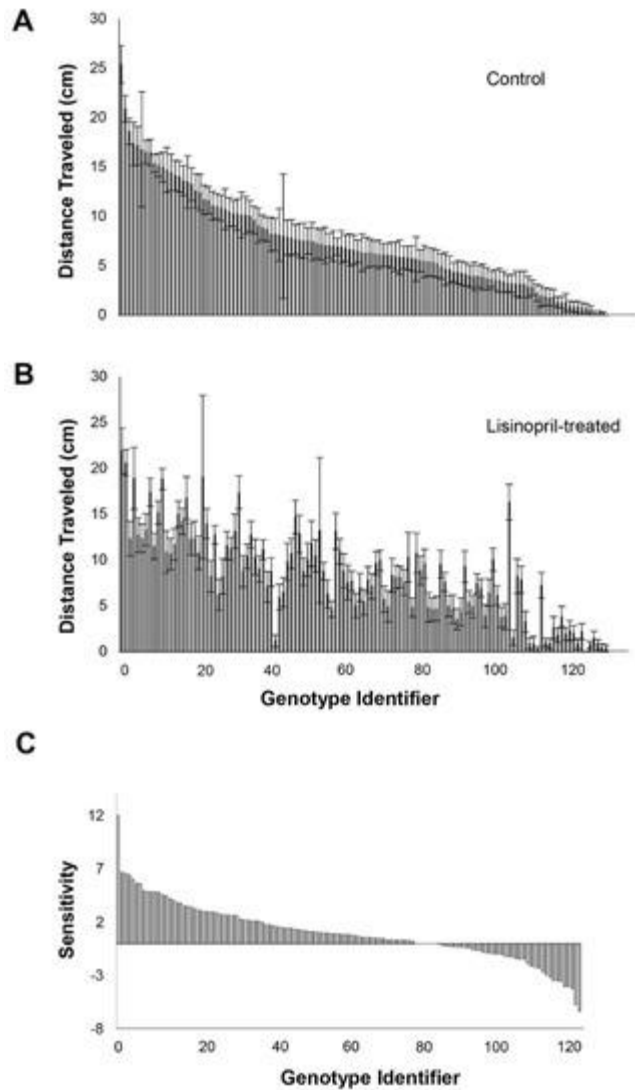 A
30
25
20
15
10
5
0
Distance Traveled (cm)
Control
B
30
25
20
15
10
5
0
Distance Traveled (cm)
Lisinopril-treated
0 20 40 60 80 100 120
Genotype Identifier
C
12
7
2
-3
-8
Sensitivity
0 20 40 60 80 100 120
Genotype Identifier